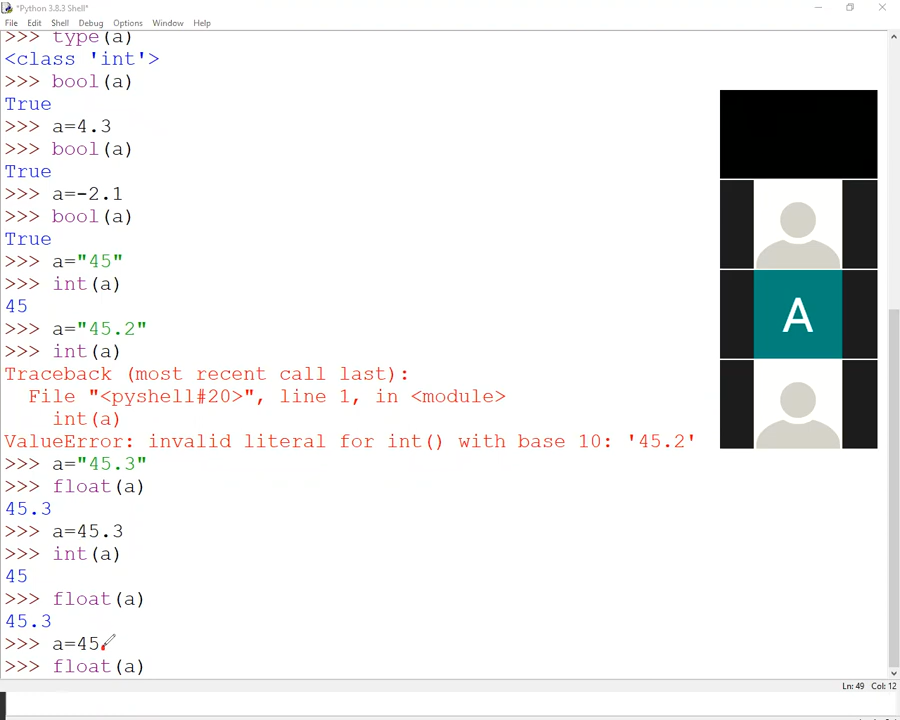 *Python 3.8.3 Shell*
File Edit Shell Debug Options Window Help
>>> type(a)
<class 'int'>
>>> bool(a)
True
>>> a=4.3
>>> bool(a)
True
>>> a=-2.1
>>> bool(a)
True
>>> a="45"
>>> int(a)
45
>>> a="45.2"
>>> int(a)
Traceback (most recent call last):
  File "<pyshell#20>", line 1, in <module>
    int(a)
ValueError: invalid literal for int() with base 10: '45.2'
>>> a="45.3"
>>> float(a)
45.3
>>> a=45.3
>>> int(a)
45
>>> float(a)
45.3
>>> a=45
>>> float(a)
A
Ln: 49 Col: 12